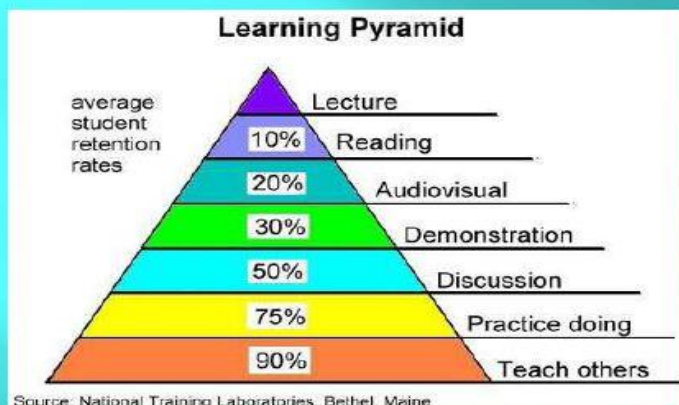 Learning Pyramid
average
student
retention
rates
Lecture
10% Reading
20% Audiovisual
30% Demonstration
50% Discussion
75% Practice doing
90% Teach others
Source: National Training Laboratories, Bethel, Maine